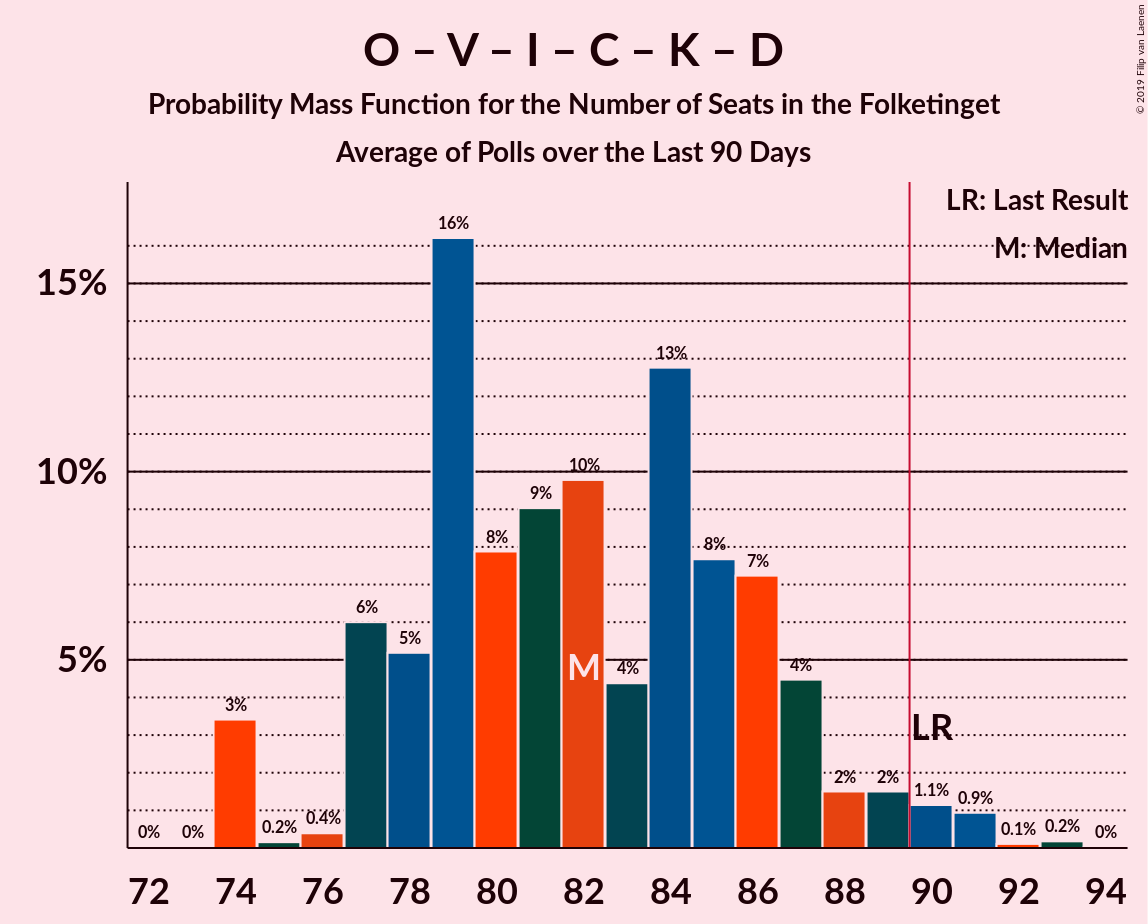 O – V – I – C – K – D
Probability Mass Function for the Number of Seats in the Folketinget
Average of Polls over the Last 90 Days
© 2019 Filip van Laenen
LR: Last Result
M: Median
15%
10%
5%
0%
0%
3%
0.2%
0.4%
6%
5%
16%
8%
9%
10%
4%
13%
8%
7%
4%
2%
2%
1.1%
0.9%
0.1%
0.2%
0%
M
LR
72 74 76 78 80 82 84 86 88 90 92 94